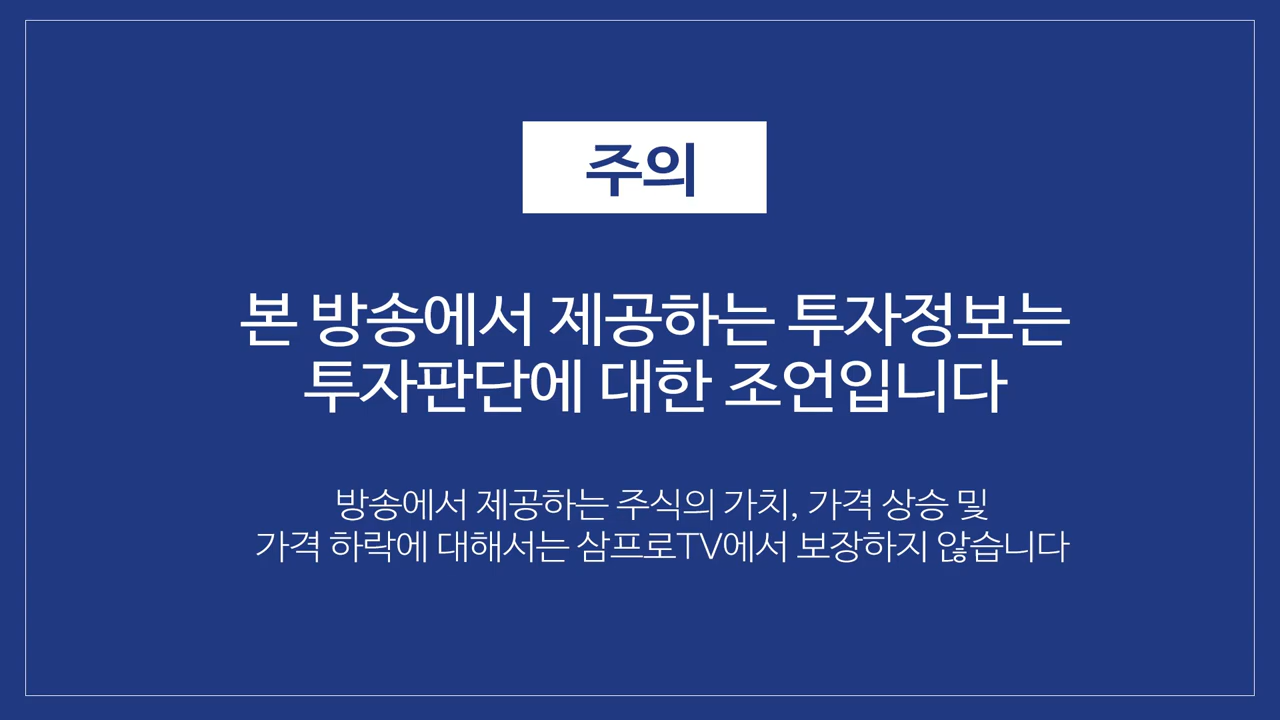 주의
본 방송에서 제공하는 투자정보는
투자판단에 대한 조언입니다
방송에서 제공하는 주식의 가치, 가격 상승 및
가격 하락에 대해서는 삼프로TV에서 보장하지 않습니다